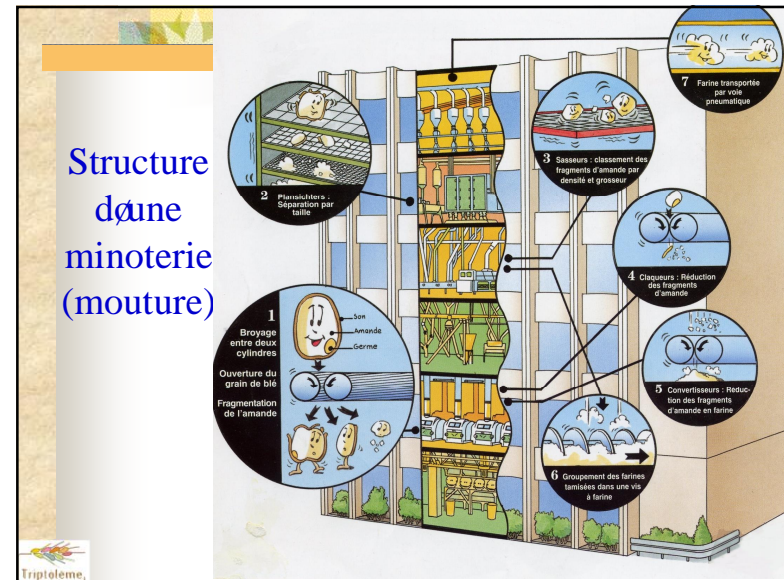 Structure
døune
minoterie
(mouture)
1
Broyage
entre deux
cylindres
Ouverture du
grain de blé
Fragmentation
de l'amande
Son
Amande
Germe
2 Plansichters :
Séparation par
taille
3 Sasseurs : classement des
fragments d'amande par
densité et grosseur
4 Claqueurs : Réduction
des fragments
d'amande
5 Convertisseurs : Réduc-
tion des fragments
d'amande en farine
6 Groupement des farines
tamisées dans une vis
à farine
7 Farine transportée
par voie
pneumatique
Triptolème,